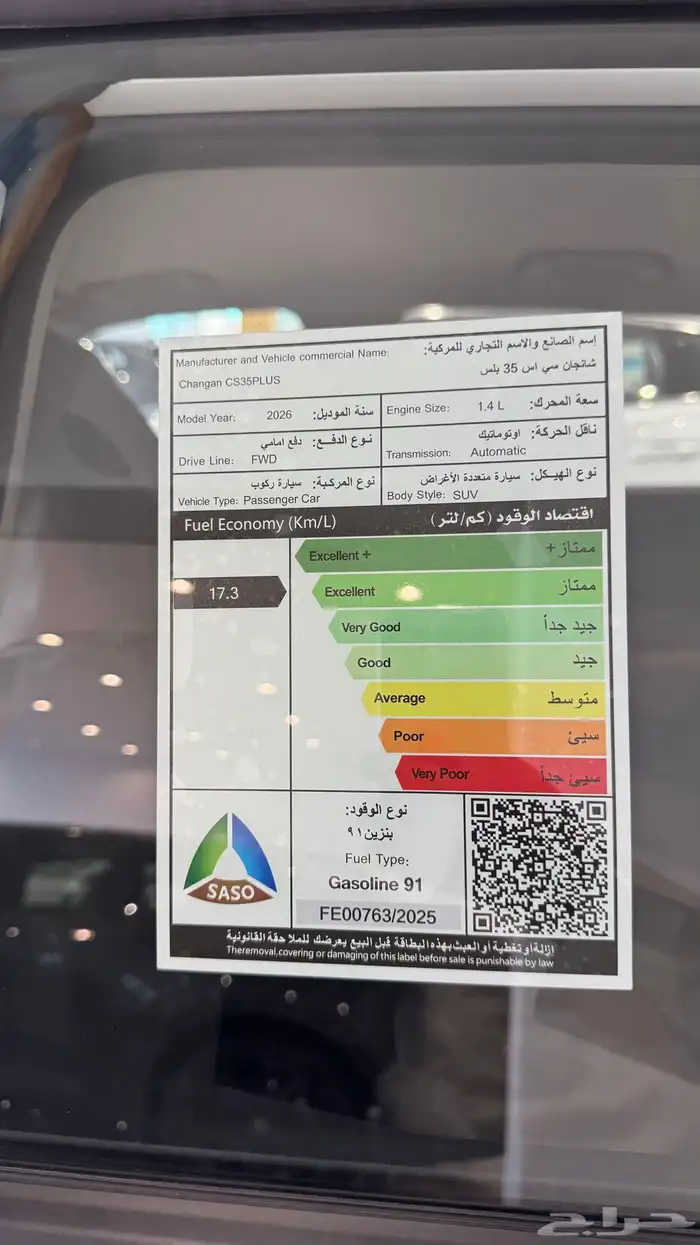 Manufacturer and Vehicle commercial Name: إسم الصانع والاسم التجاري للمركبة:
Changan CS35PLUS شانجان سي اس 35 بلس
Model Year: 2026 سنة الموديل:
Engine Size: 1.4 L سعة المحرك:
نوع الدفـــع: دفع امامي
Drive Line: FWD
ناقل الحركة: اوتوماتيك
Transmission: Automatic
نوع المركبة: سيارة ركوب
Vehicle Type: Passenger Car
نوع الهيكل: سيارة متعددة الأغراض
Body Style: SUV
Fuel Economy (Km/L) اقتصاد الوقود (كم/لتر)
Excellent + ممتاز +
17.3
Excellent ممتاز
Very Good جيد جداً
Good جيد
Average متوسط
Poor سيئ
Very Poor سيئ جداً
SASO
نوع الوقود:
بنزين ٩١
Fuel Type:
Gasoline 91
FE00763/2025
إزالة أو تغطية أو العبث بهذه البطاقة قبل البيع يعرضك للملاحقة القانونية
Theremoval,covering or damaging of this label before sale is punishable by law
حراج